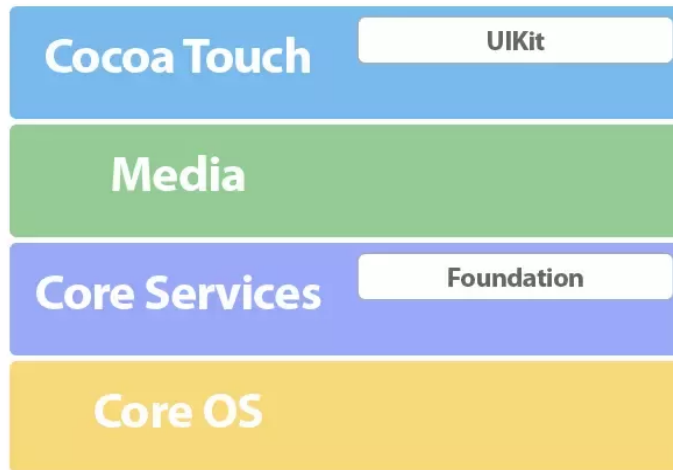 Cocoa Touch
UIKit
Media
Core Services
Foundation
Core OS